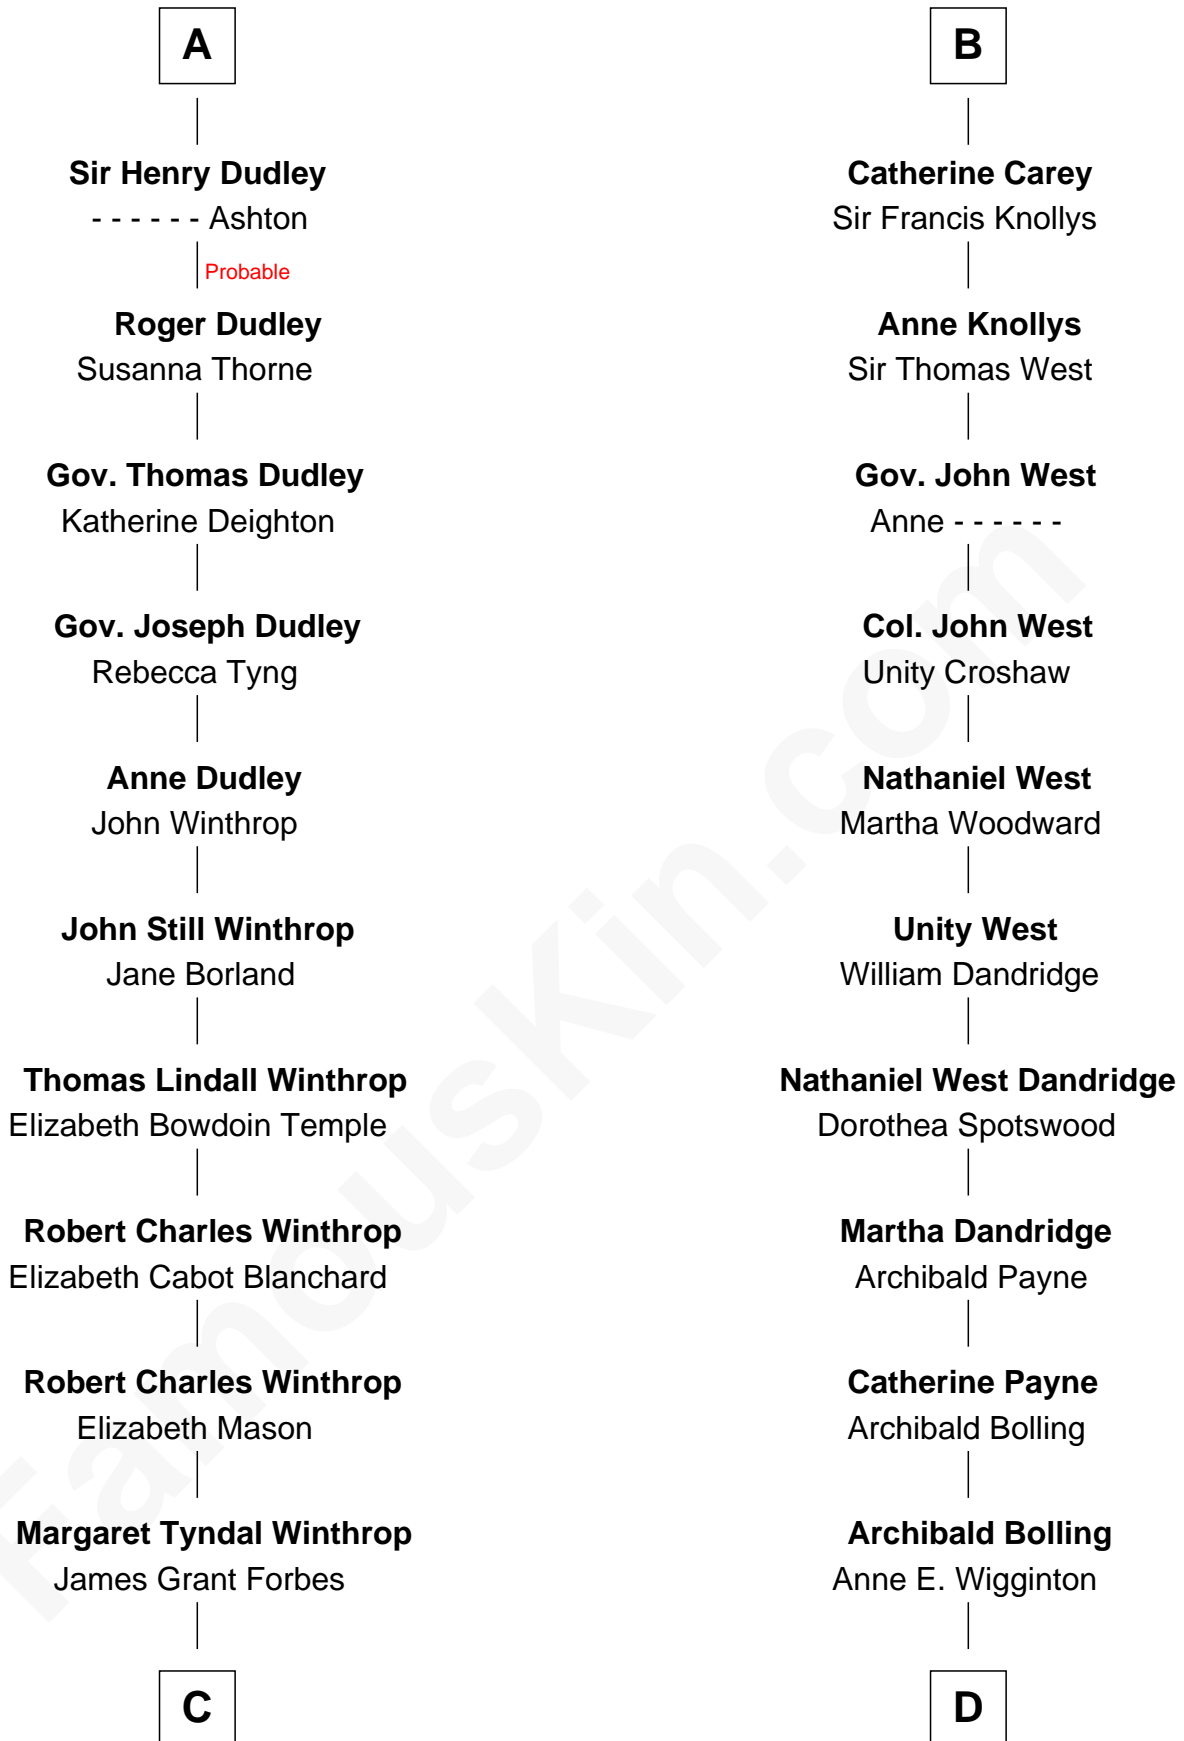 A
Sir Henry Dudley
- - - - - - Ashton
Probable
Roger Dudley
Susanna Thorne
Gov. Thomas Dudley
Katherine Deighton
Gov. Joseph Dudley
Rebecca Tyng
Anne Dudley
John Winthrop
John Still Winthrop
Jane Borland
Thomas Lindall Winthrop
Elizabeth Bowdoin Temple
Robert Charles Winthrop
Elizabeth Cabot Blanchard
Robert Charles Winthrop
Elizabeth Mason
Margaret Tyndal Winthrop
James Grant Forbes
C
B
Catherine Carey
Sir Francis Knollys
Anne Knollys
Sir Thomas West
Gov. John West
Anne - - - - - -
Col. John West
Unity Croshaw
Nathaniel West
Martha Woodward
Unity West
William Dandridge
Nathaniel West Dandridge
Dorothea Spotswood
Martha Dandridge
Archibald Payne
Catherine Payne
Archibald Bolling
Archibald Bolling
Anne E. Wigginton
D
FamousKin.com